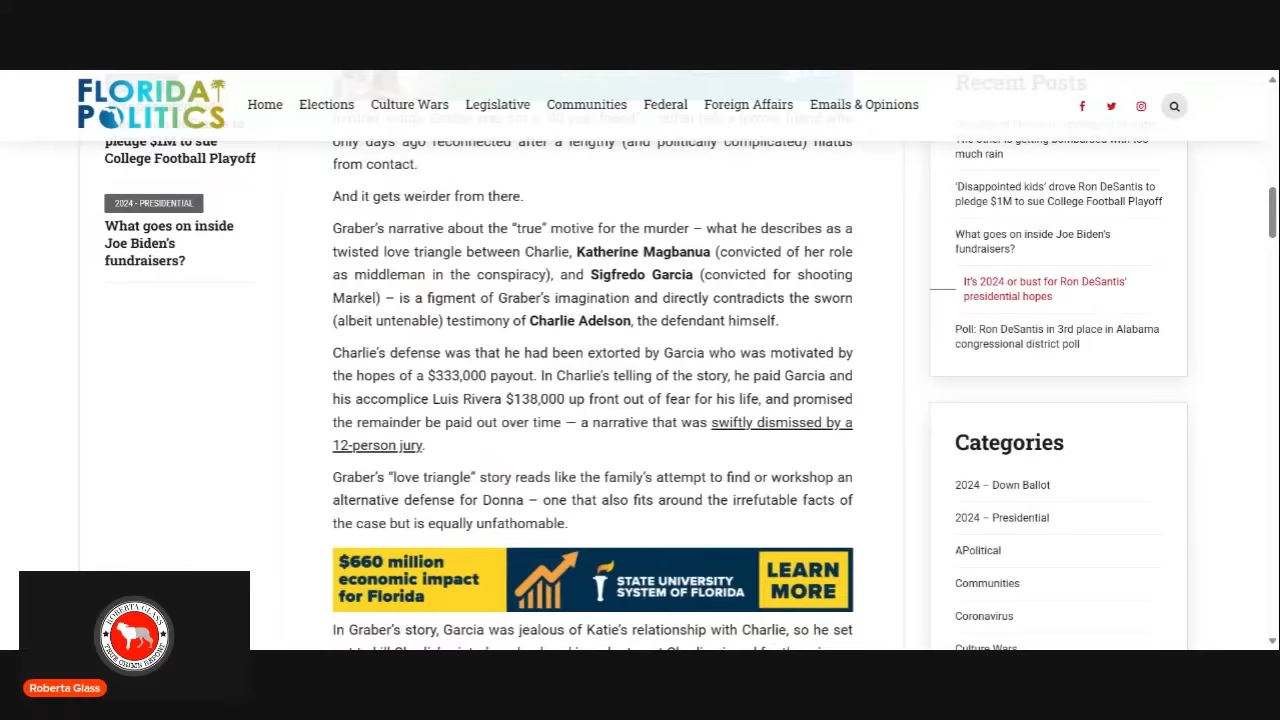 FLORIDA
POLITICS
Home
Elections
Culture Wars
Legislative
Communities
Federal
Foreign Affairs
Emails & Opinions
pledge $1M to sue
College Football Playoff
2024 - PRESIDENTIAL
What goes on inside
Joe Biden's
fundraisers?
only days ago reconnected after a lengthy (and politically complicated) hiatus
from contact.
And it gets weirder from there.
Graber's narrative about the “true” motive for the murder – what he describes as a
twisted love triangle between Charlie, Katherine Magbanua (convicted of her role
as middleman in the conspiracy), and Sigfredo Garcia (convicted for shooting
Markel) – is a figment of Graber's imagination and directly contradicts the sworn
(albeit untenable) testimony of Charlie Adelson, the defendant himself.
Charlie's defense was that he had been extorted by Garcia who was motivated by
the hopes of a $333,000 payout. In Charlie's telling of the story, he paid Garcia and
his accomplice Luis Rivera $138,000 up front out of fear for his life, and promised
the remainder be paid out over time — a narrative that was swiftly dismissed by a
12-person jury.
Graber's “love triangle” story reads like the family's attempt to find or workshop an
alternative defense for Donna – one that also fits around the irrefutable facts of
the case but is equally unfathomable.
$660 million
economic impact
for Florida
STATE UNIVERSITY
SYSTEM OF FLORIDA
LEARN
MORE
In Graber's story, Garcia was jealous of Katie's relationship with Charlie, so he set
Recent Posts
much rain
'Disappointed kids' drove Ron DeSantis to
pledge $1M to sue College Football Playoff
What goes on inside Joe Biden's
fundraisers?
It's 2024 or bust for Ron DeSantis'
presidential hopes
Poll: Ron DeSantis in 3rd place in Alabama
congressional district poll
Categories
2024 – Down Ballot
2024 – Presidential
APolitical
Communities
Coronavirus
Culture Wars
ROBERTA GLASS
TRUE CRIME REPORT
Roberta Glass